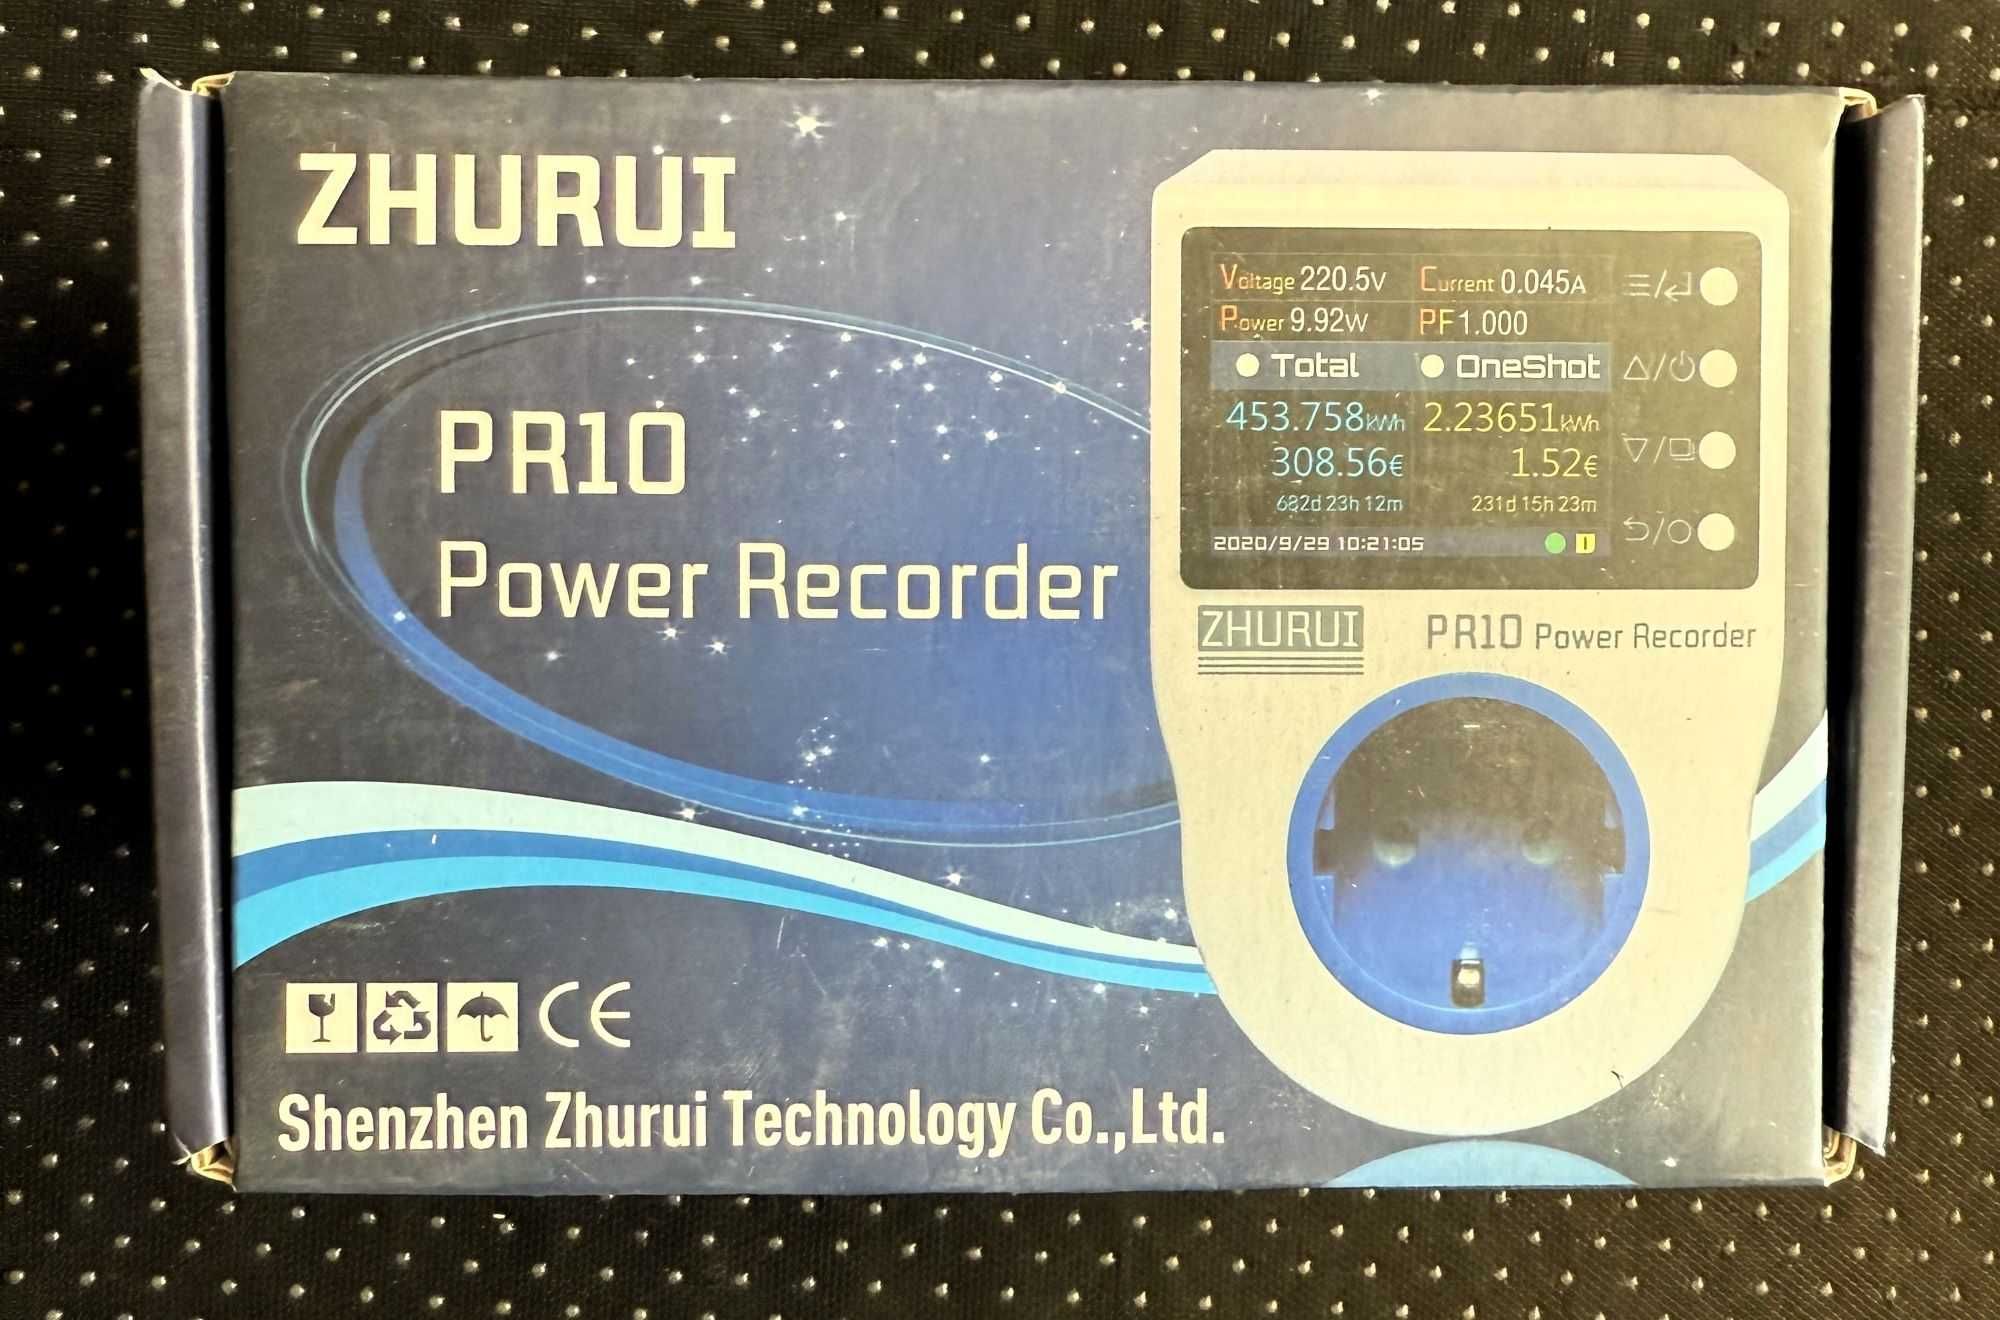 ZHURUI
PR10
Power Recorder
Voltage 220.5V Current 0.045A
Power 9.92W PF 1.000
Total OneShot
453.758kWh 2.23651kWh
308.56€ 1.52€
682d 23h 12m 231d 15h 23m
2020/9/29 10:21:05 I
ZHURUI PR10 Power Recorder
CE
Shenzhen Zhurui Technology Co.,Ltd.